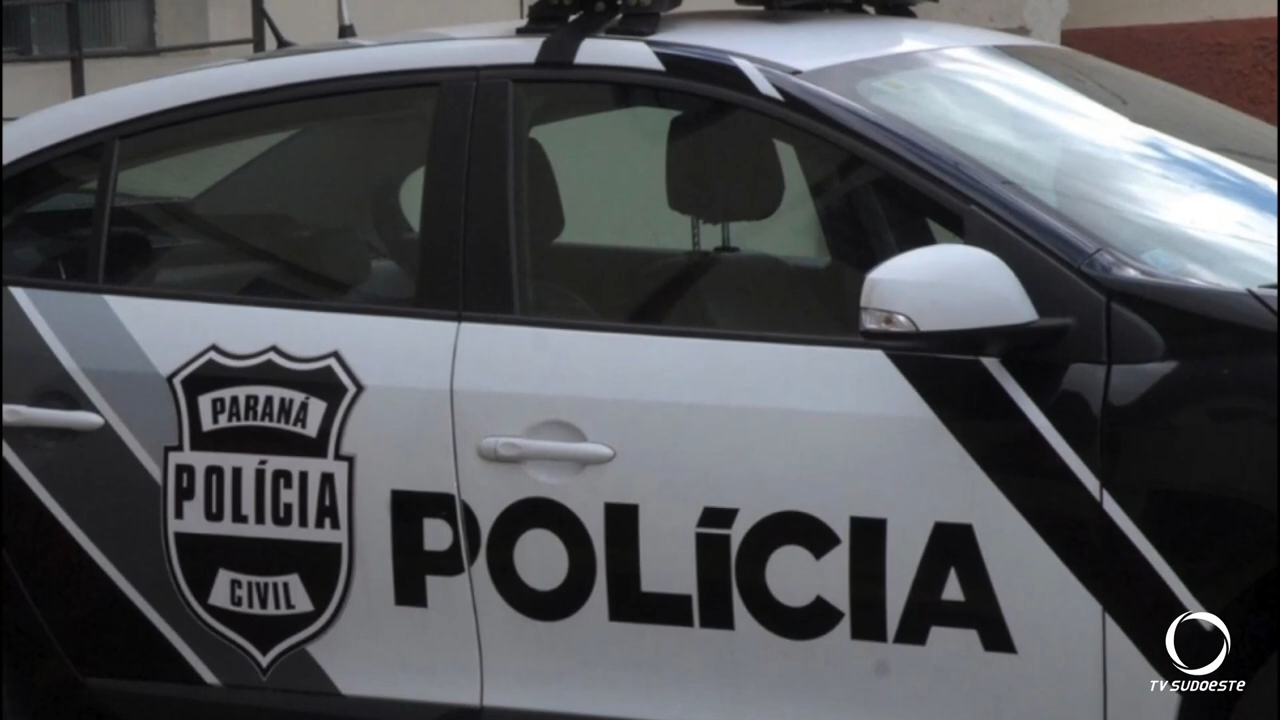 PARANÁ
POLÍCIA
CIVIL
POLÍCIA
TV SUDOESTE